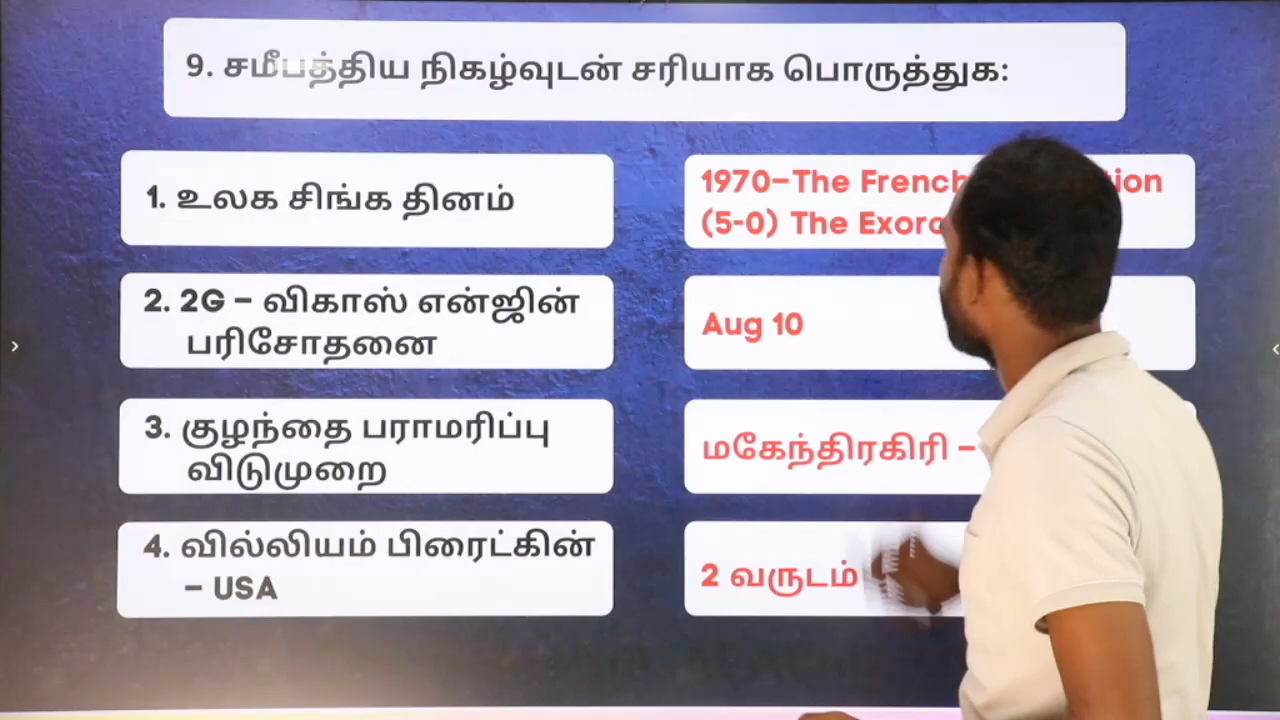 9. சமீபத்திய நிகழ்வுடன் சரியாக பொருத்துக:
1. உலக சிங்க தினம்
1970-The French
(5-0) The
2. 2G - விகாஸ் என்ஜின்
பரிசோதனை
Aug 10
3. குழந்தை பராமரிப்பு
விடுமுறை
மகேந்திரகிரி -
4. வில்லியம் பிரைட்கின்
- USA
2 வருடம்